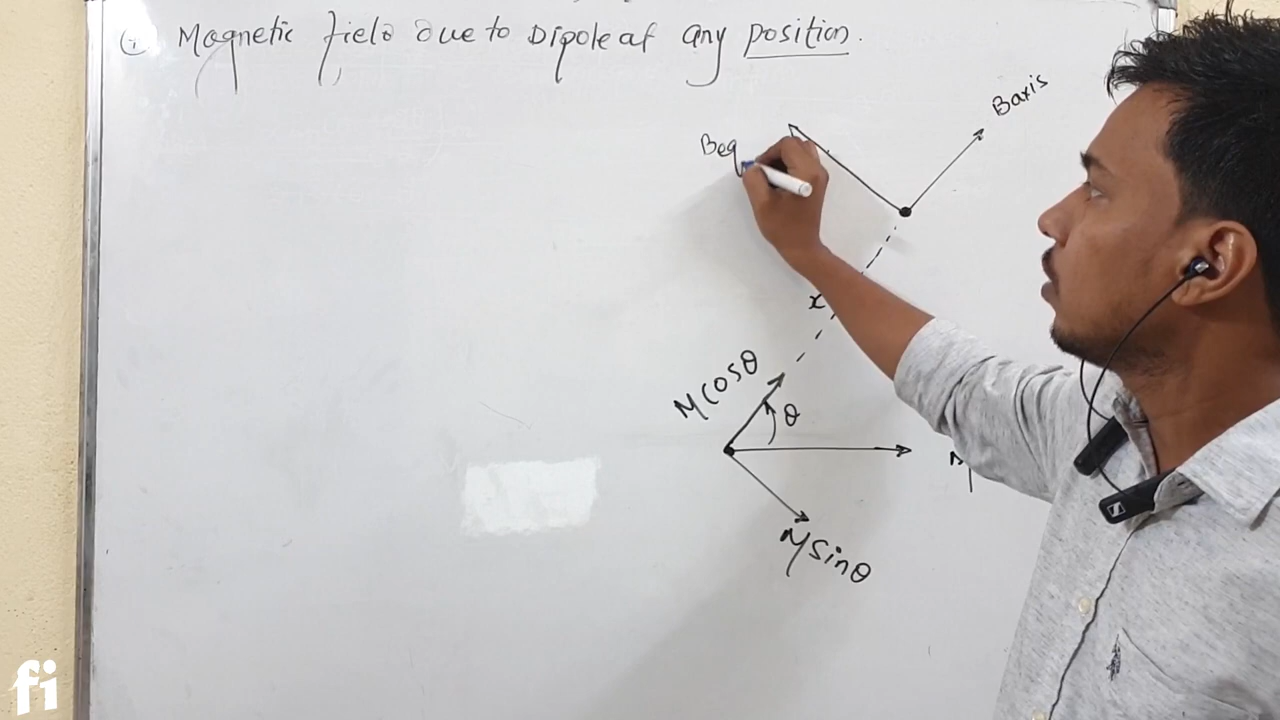 (i) Magnetic field due to Dipole at any position.
Baxis
Beq
x
Mcosθ
θ
M
Msinθ
fi